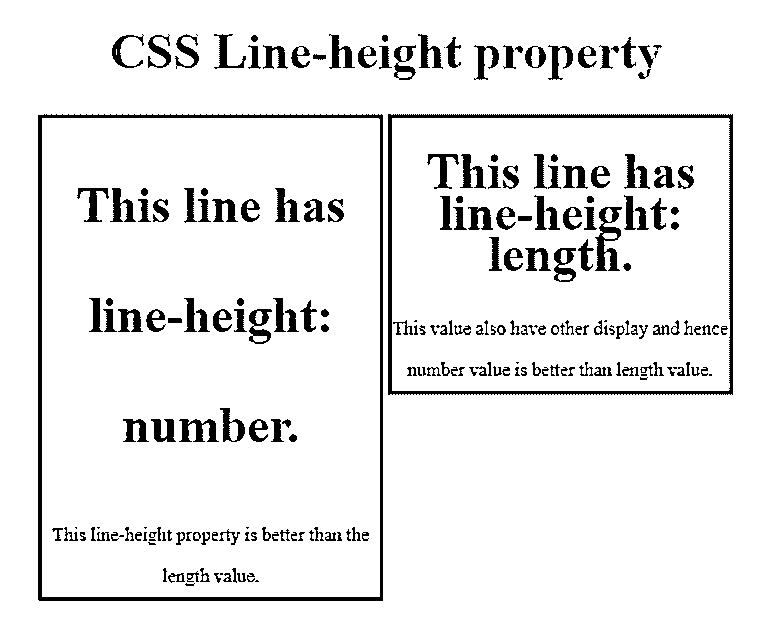 CSS Line-height property
This line has
line-height:
number.
This line-height property is better than the
length value.
This line has
line-height:
length.
This value also have other display and hence
number value is better than length value.